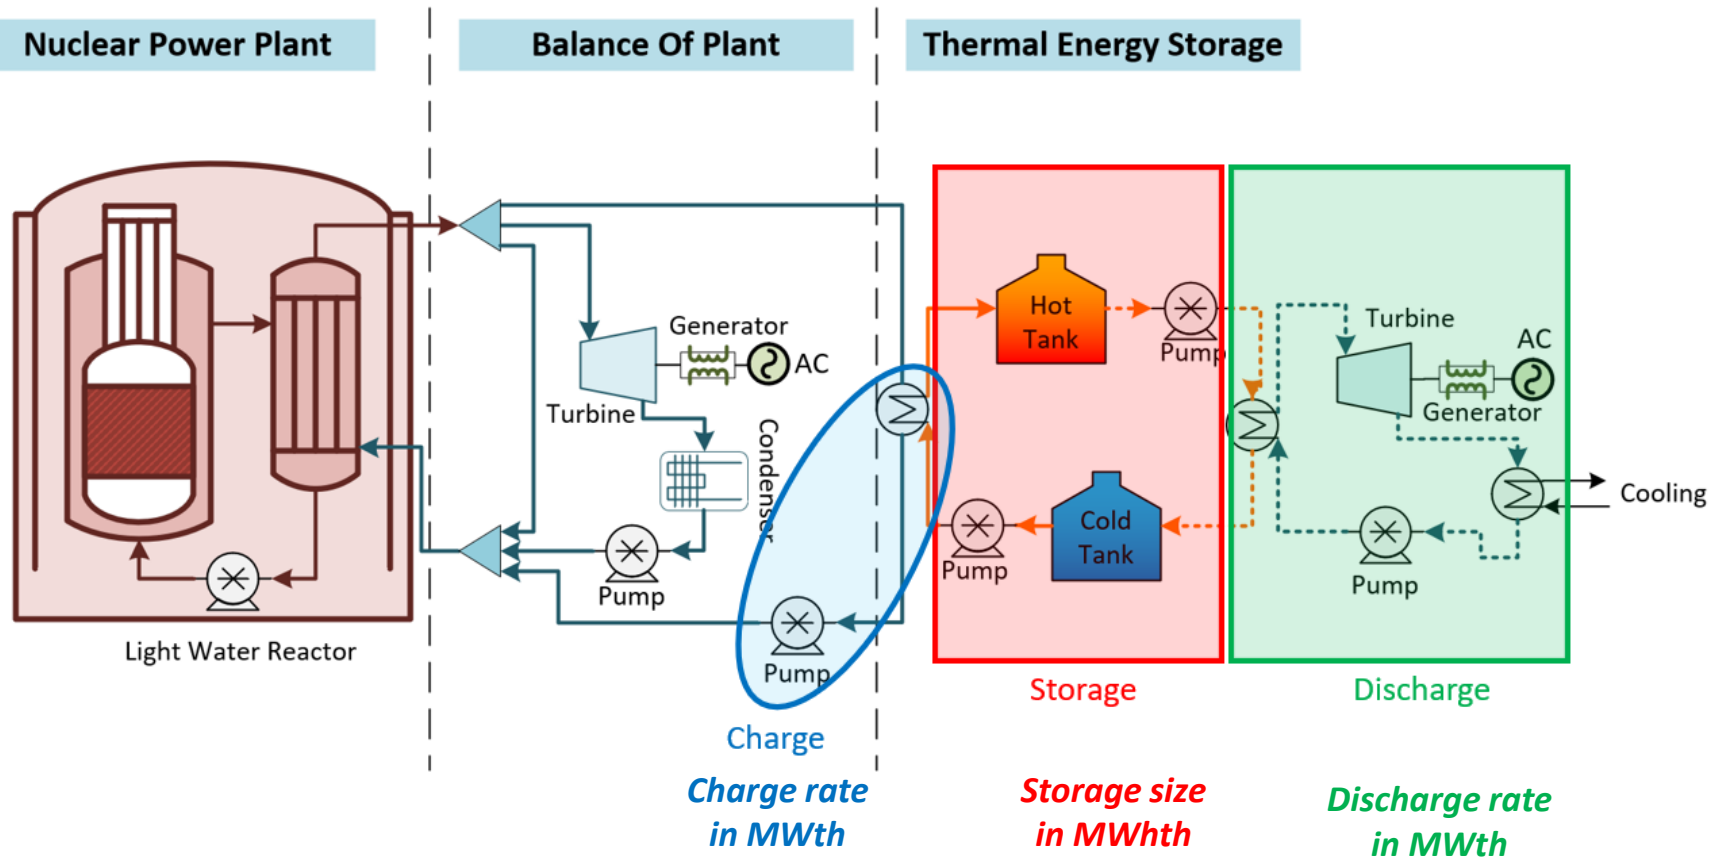 Nuclear Power Plant
Balance Of Plant
Thermal Energy Storage
Light Water Reactor
Generator
AC
Turbine
Condenser
Pump
Pump
Charge
Charge rate
in MWth
Hot
Tank
Pump
Cold
Tank
Pump
Storage
Storage size
in MWhth
Turbine
AC
Generator
Cooling
Pump
Discharge
Discharge rate
in MWth